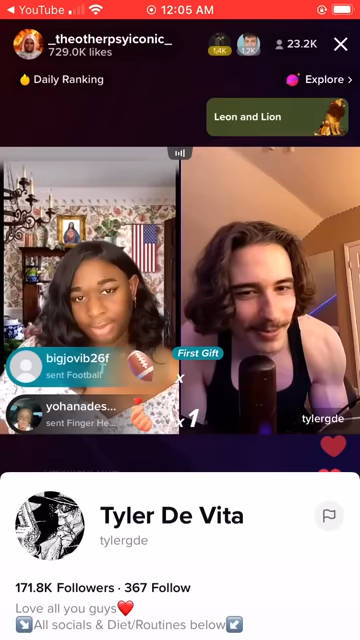 YouTube
12:05 AM
_theotherpsyiconic_
729.0K likes
1.4K
1.2K
23.2K
Daily Ranking
Explore
Leon and Lion
bigjovib26f
sent Football
First Gift
x
yohanades...
sent Finger He...
x1
tylergde
Tyler De Vita
tylergde
171.8K Followers · 367 Follow
Love all you guys❤️
↘️All socials & Diet/Routines below↙️